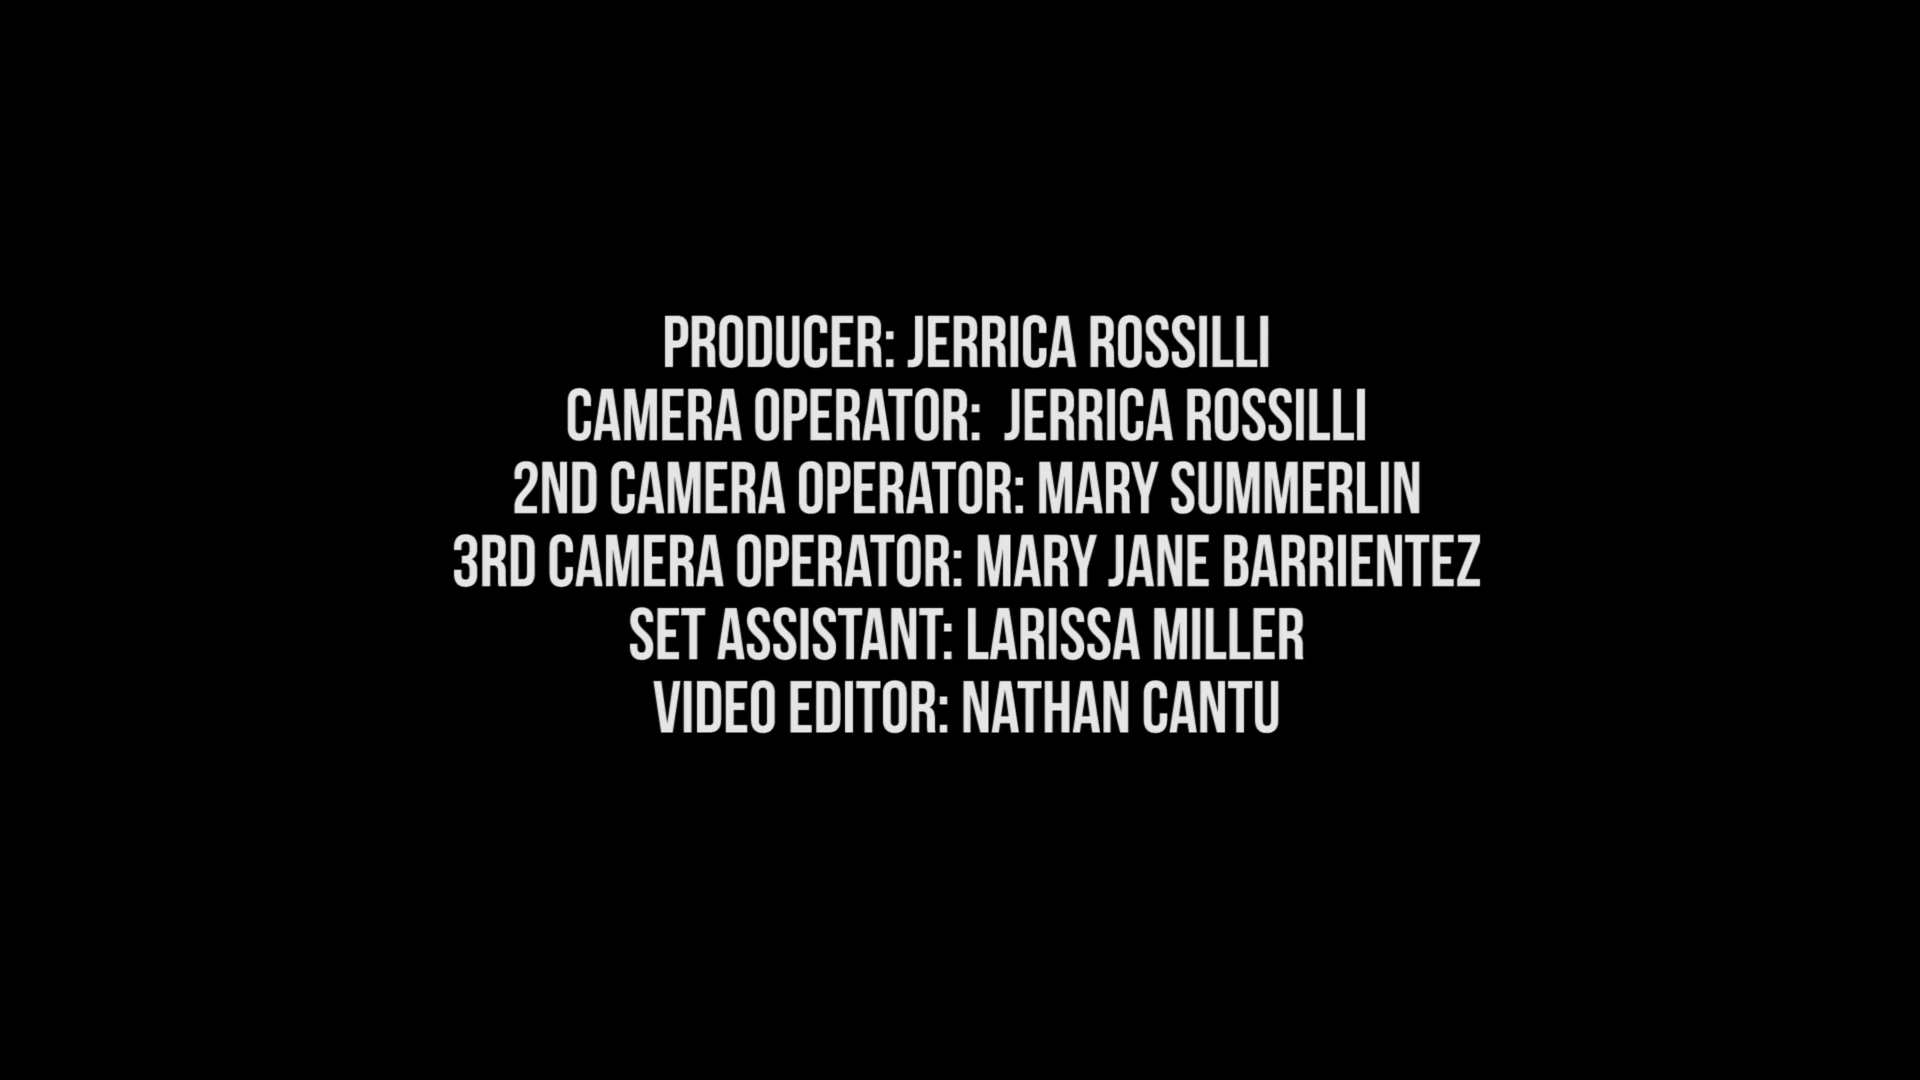 PRODUCER: JERRICA ROSSILLI
CAMERA OPERATOR: JERRICA ROSSILLI
2ND CAMERA OPERATOR: MARY SUMMERLIN
3RD CAMERA OPERATOR: MARY JANE BARRIENTEZ
SET ASSISTANT: LARISSA MILLER
VIDEO EDITOR: NATHAN CANTU